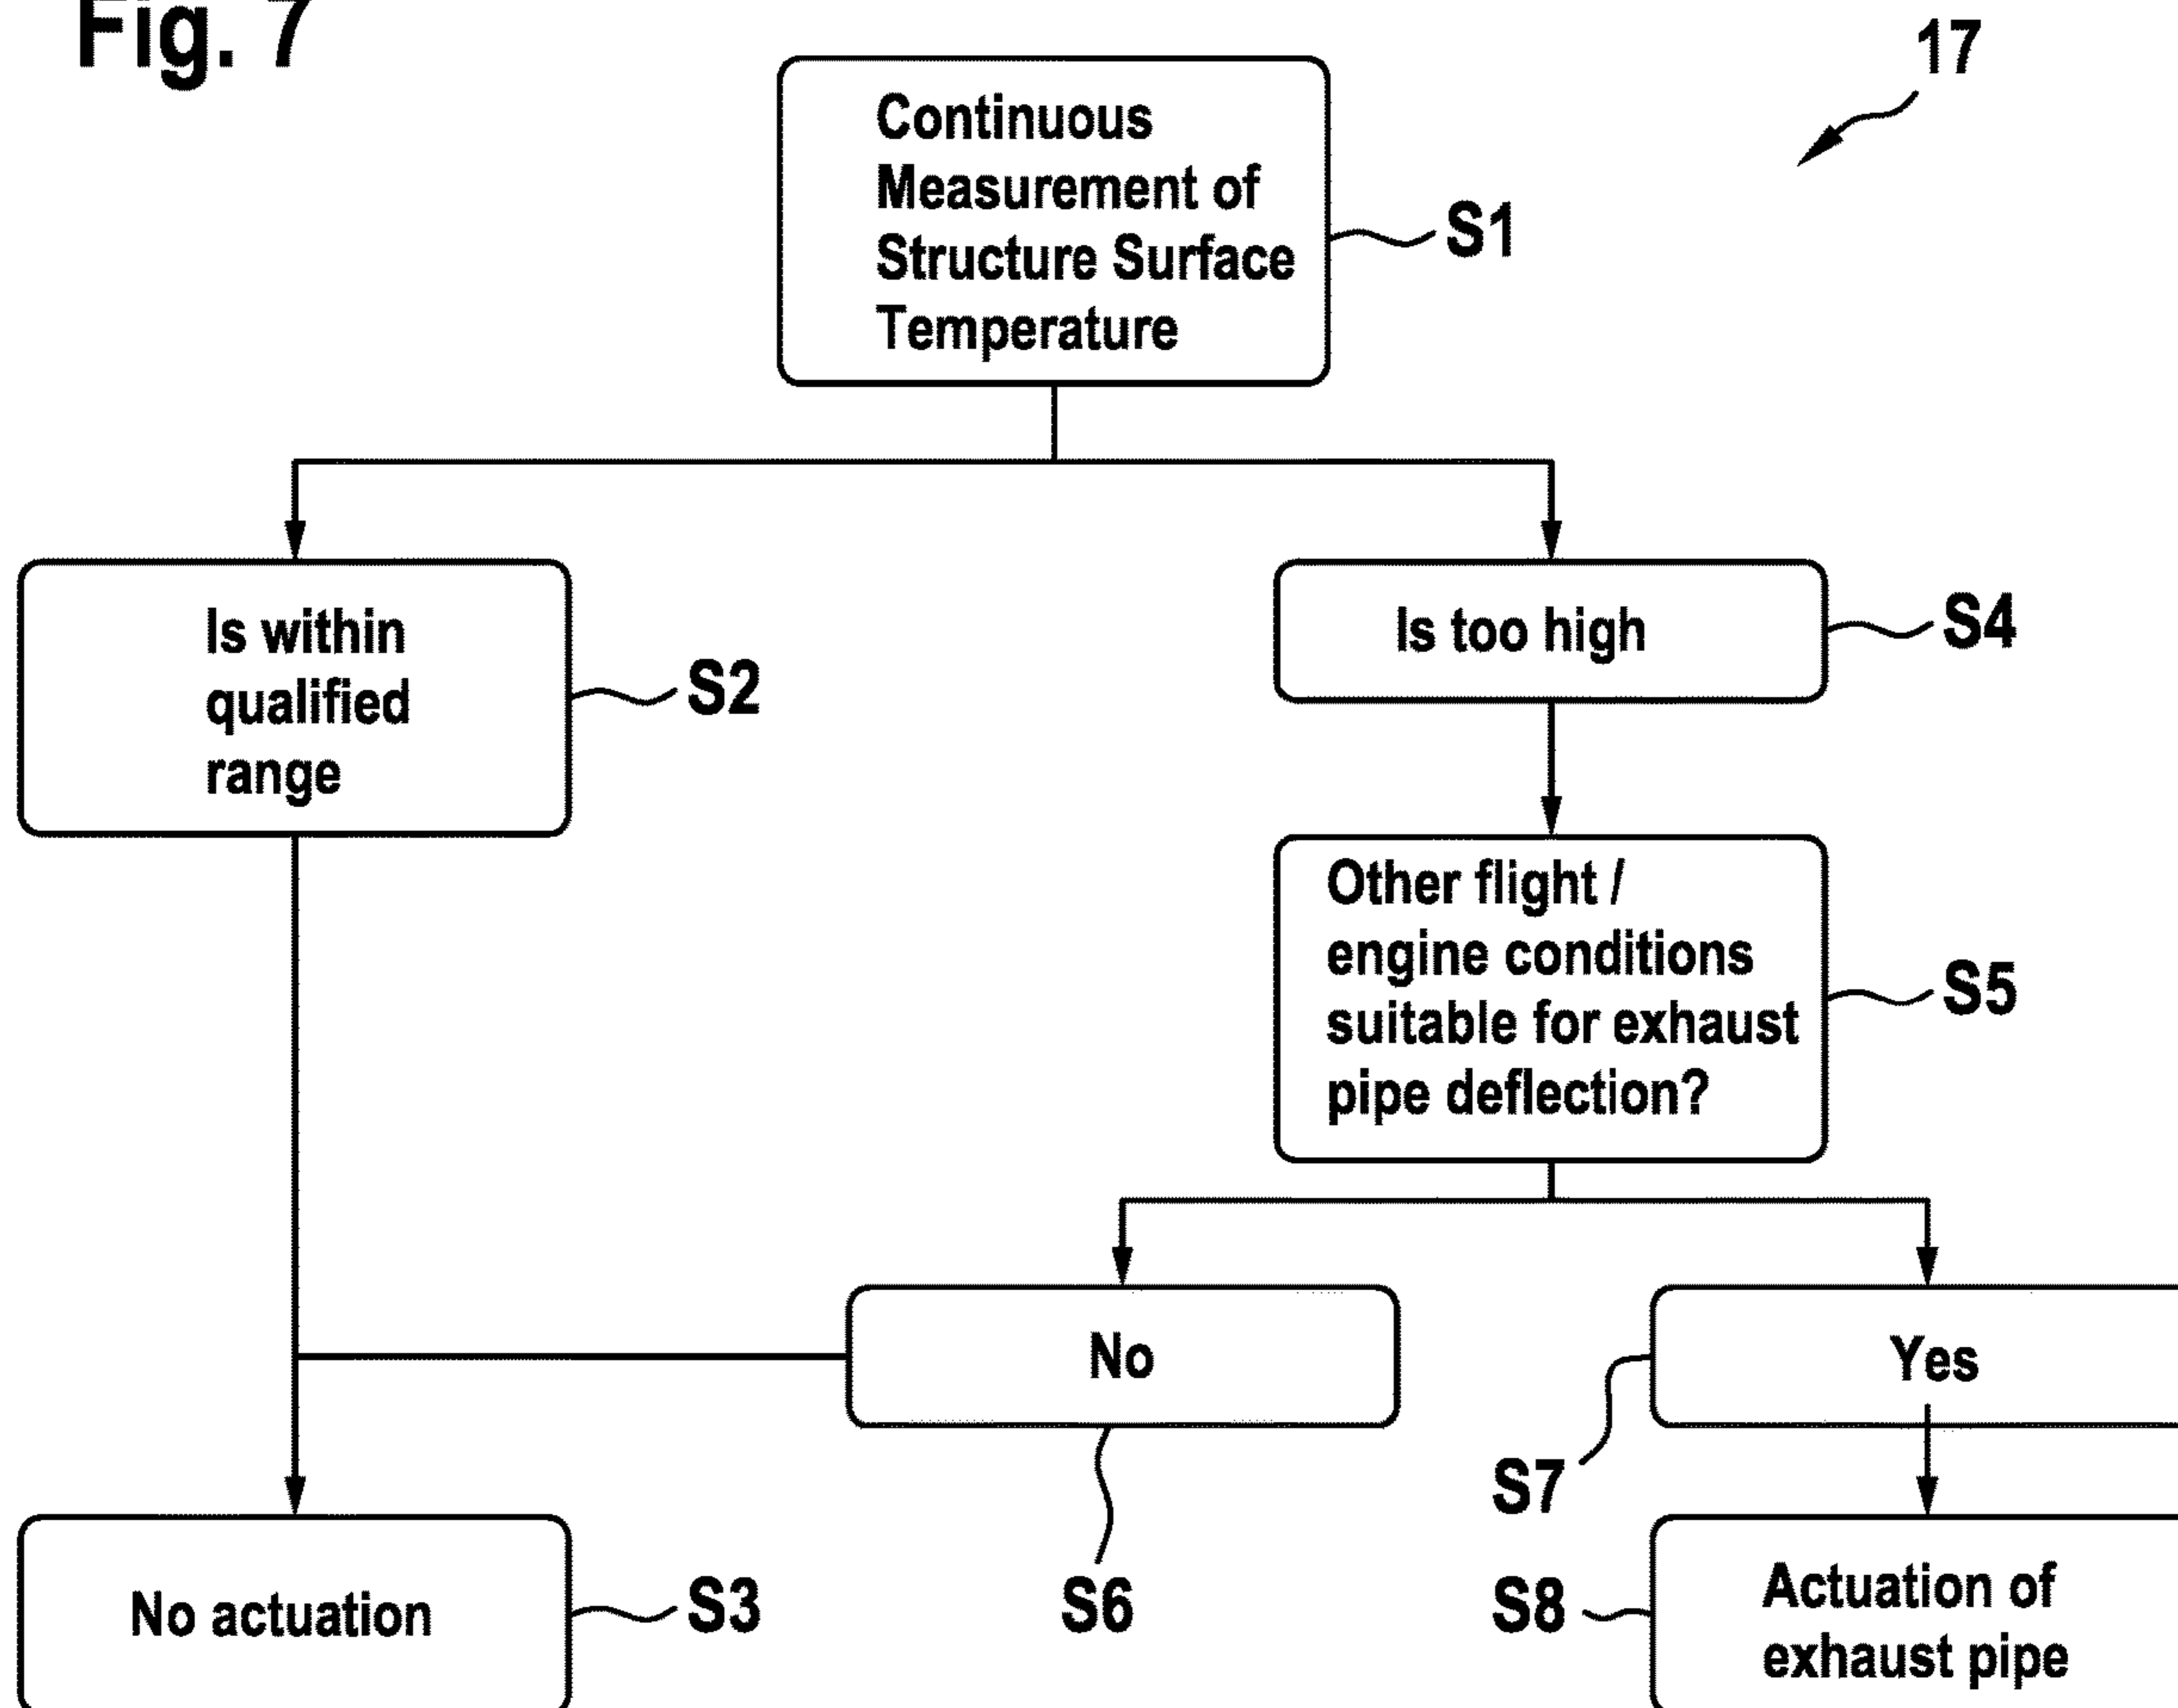 Fig. 7
17
Continuous
Measurement of
Structure Surface
Temperature
S1
Is within
qualified
range
S2
Is too high
S4
Other flight /
engine conditions
suitable for exhaust
pipe deflection?
S5
No
Yes
S7
S6
No actuation
S3
S8
Actuation of
exhaust pipe